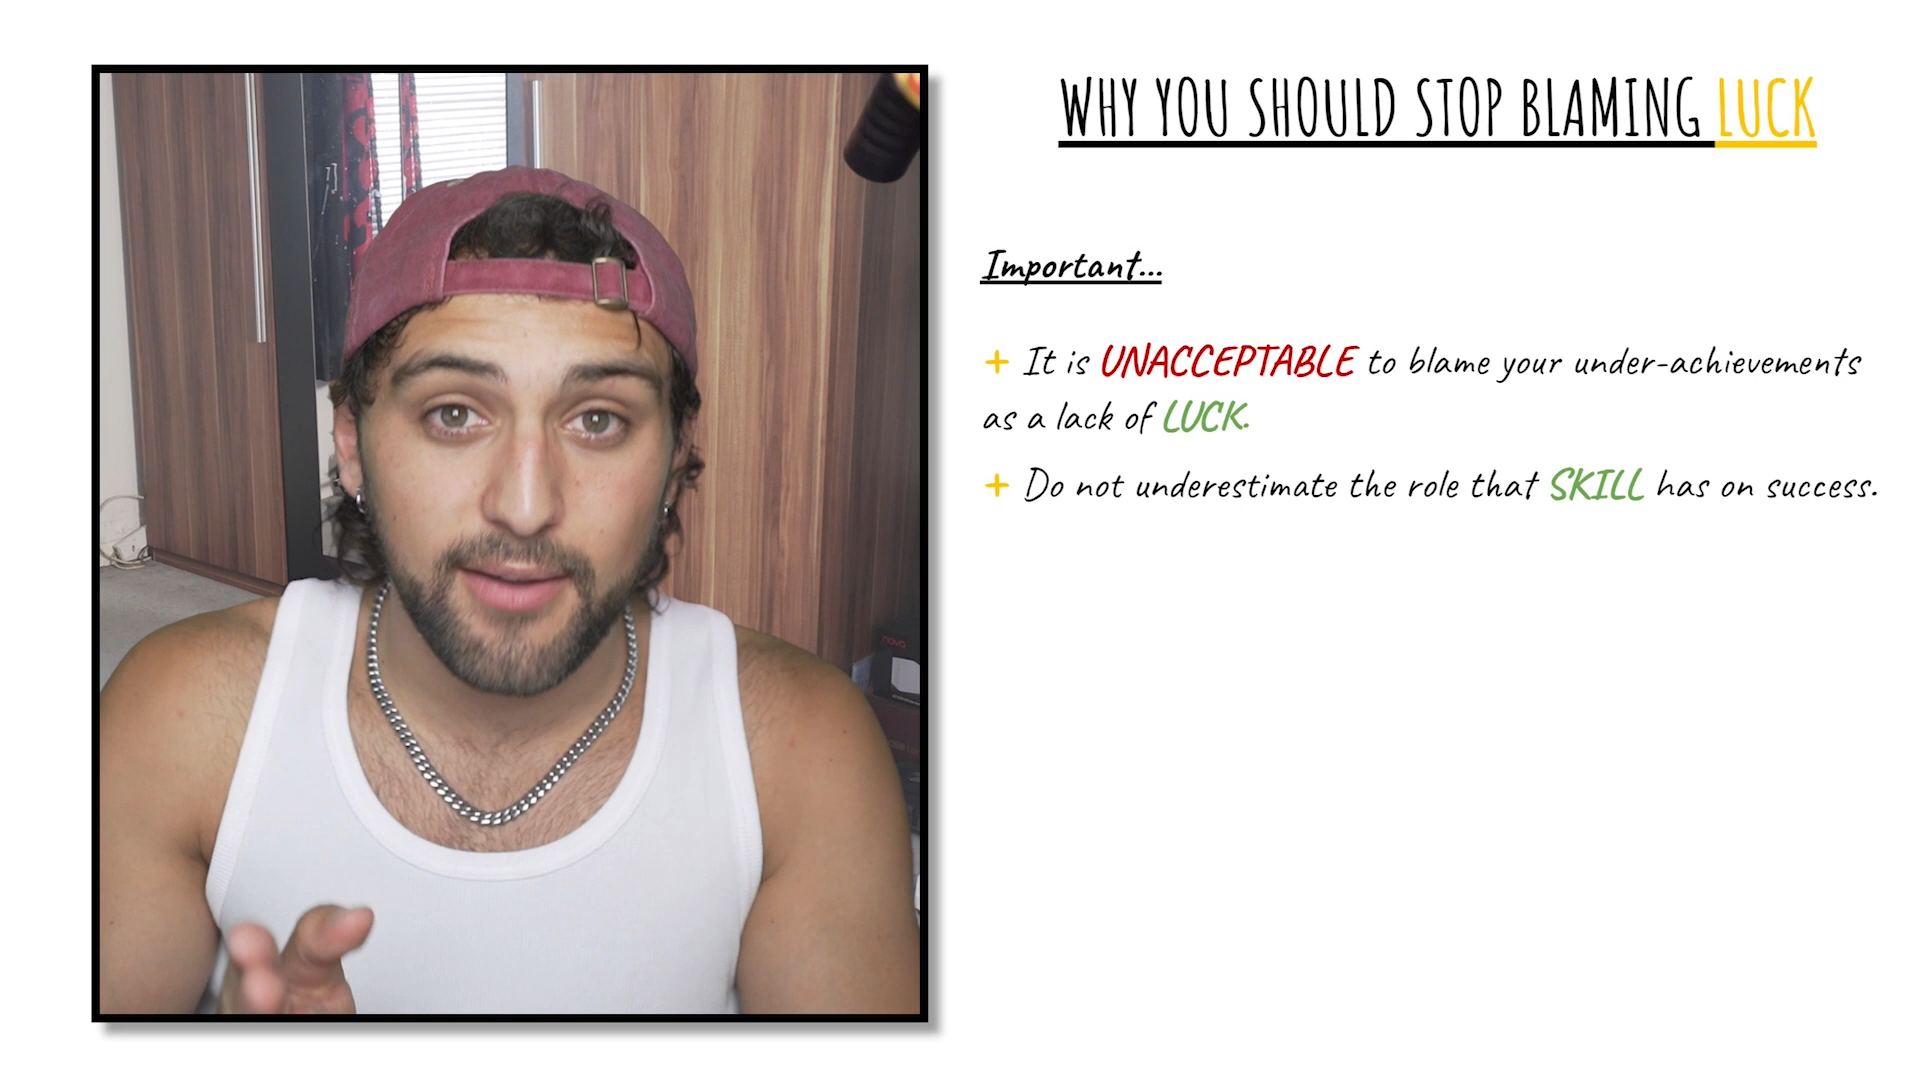 WHY YOU SHOULD STOP BLAMING LUCK
Important...
+ It is UNACCEPTABLE to blame your under-achievements
as a lack of LUCK.
+ Do not underestimate the role that SKILL has on success.
novo